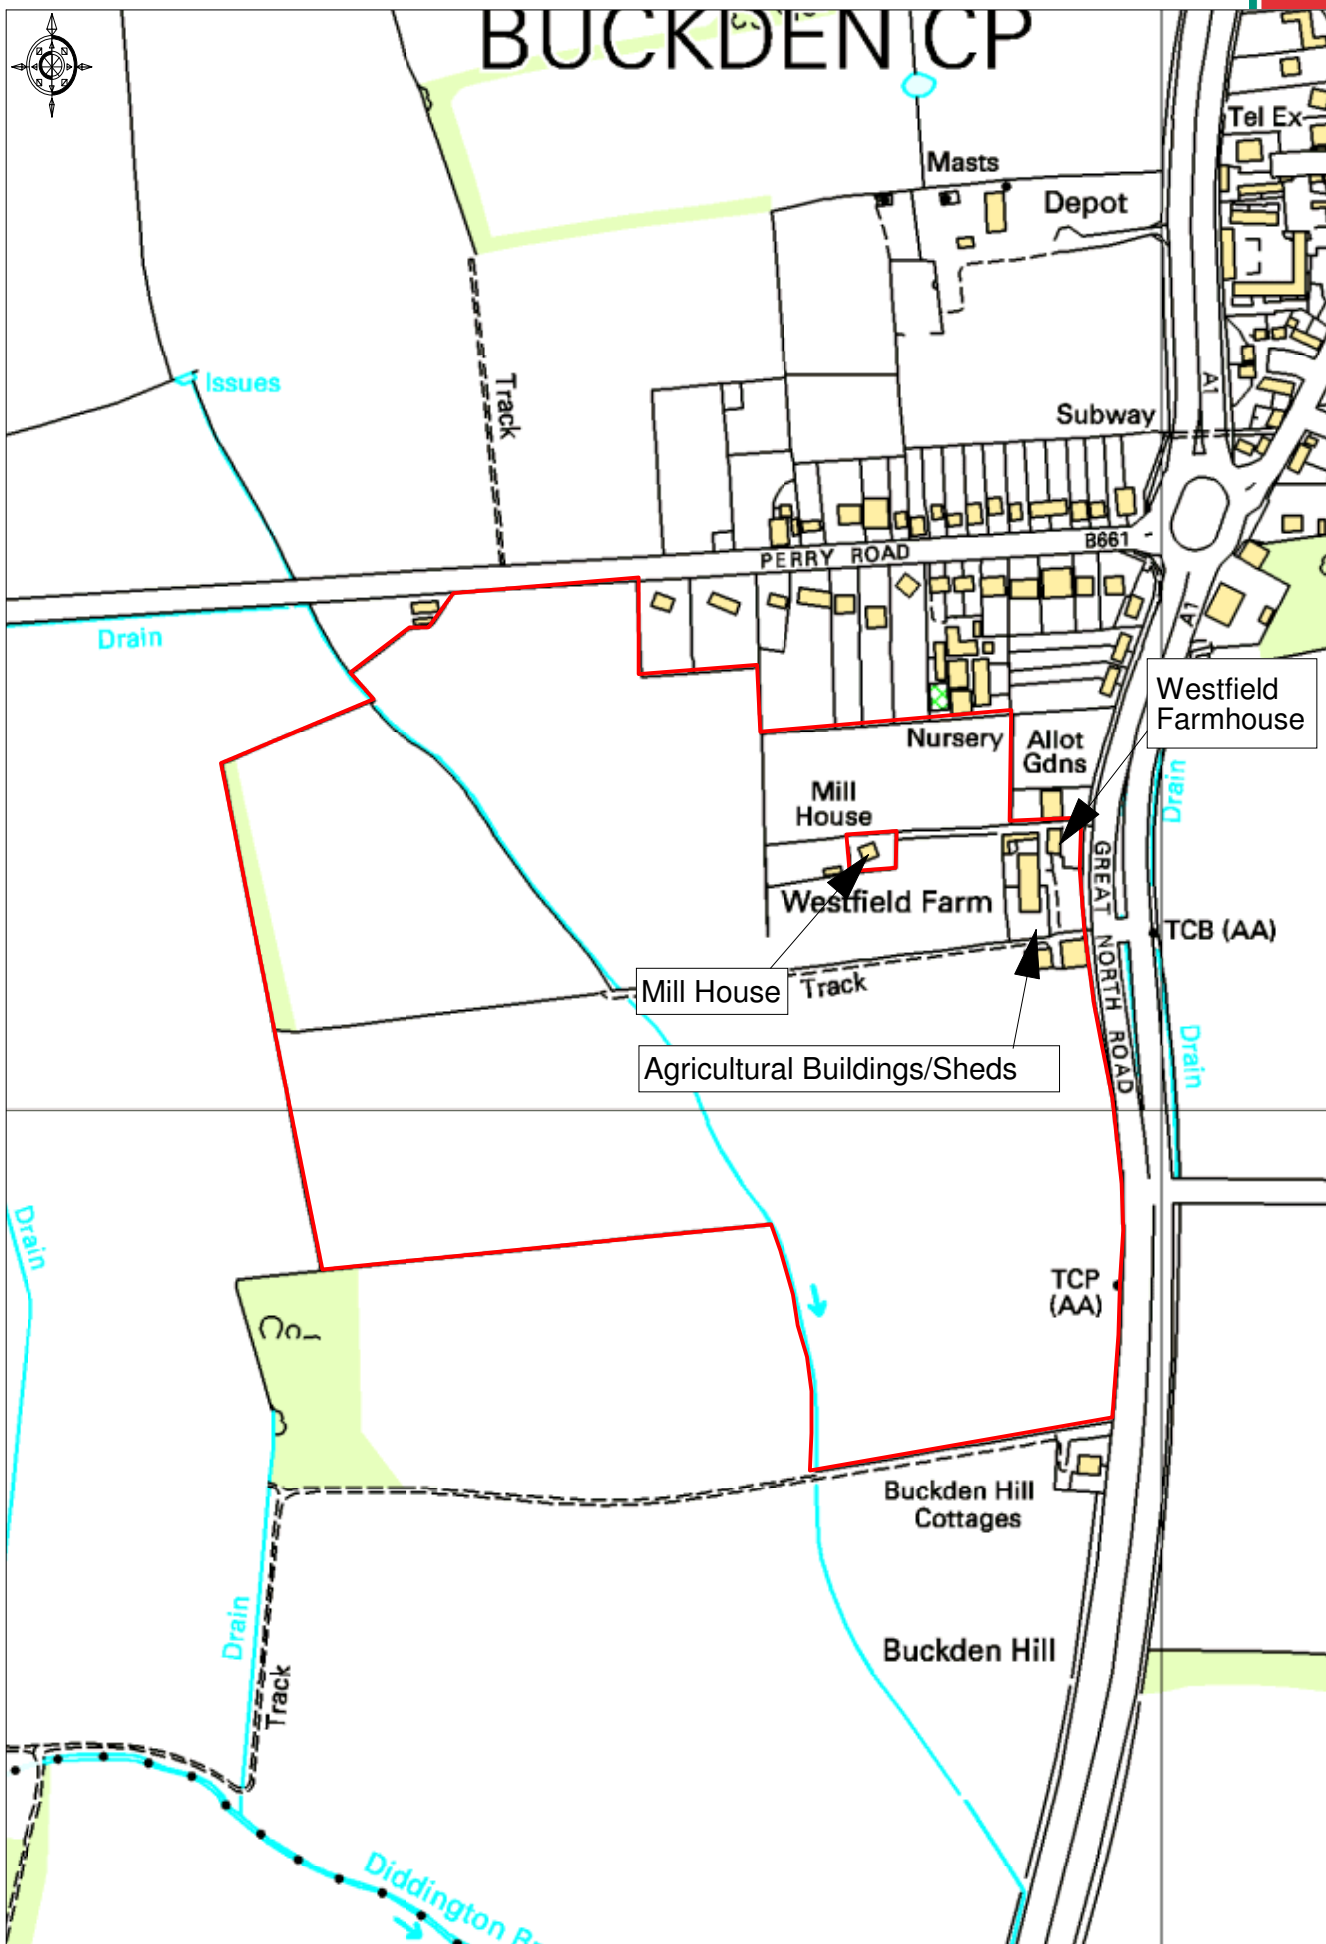 BUCKDEN CP
Tel Ex
Masts
Depot
Issues
Track
A1
Subway
B661
PERRY ROAD
Drain
A1
Westfield
Farmhouse
Nursery
Allot
Gdns
Drain
Mill
House
GREAT NORTH ROAD
Westfield Farm
TCB (AA)
Mill House
Track
Drain
Agricultural Buildings/Sheds
Drain
TCP
(AA)
Buckden Hill
Cottages
Drain
Track
Buckden Hill
Diddington